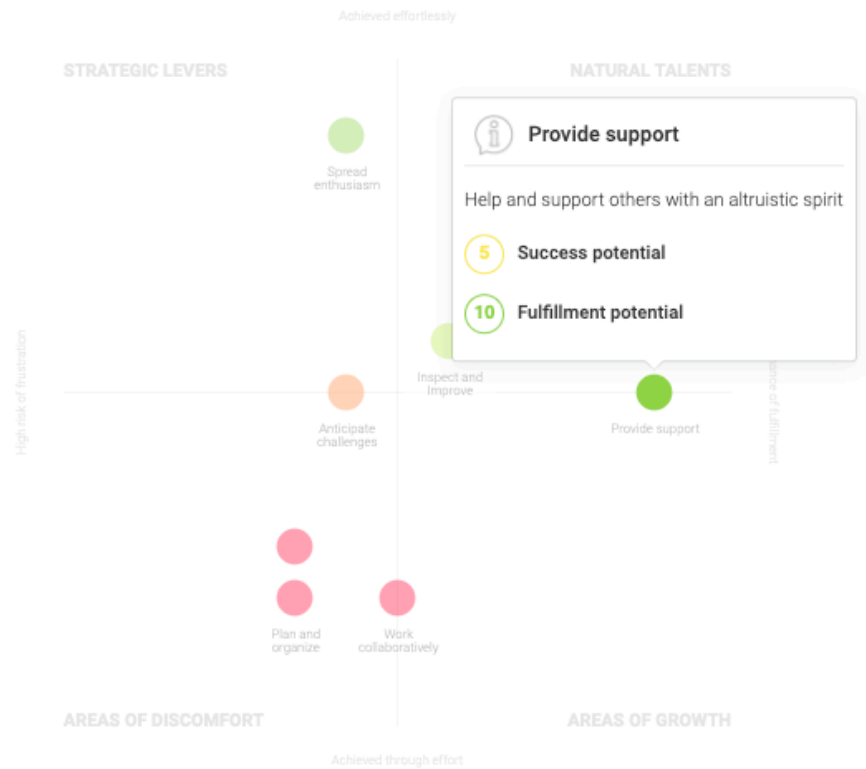 Achieved effortlessly
STRATEGIC LEVERS
NATURAL TALENTS
Provide support
Help and support others with an altruistic spirit
5 Success potential
10 Fulfillment potential
Spread
enthusiasm
High risk of frustration
Inspect and
Improve
of fulfillment
Anticipate
challenges
Provide support
Plan and
organize
Work
collaboratively
AREAS OF DISCOMFORT
AREAS OF GROWTH
Achieved through effort